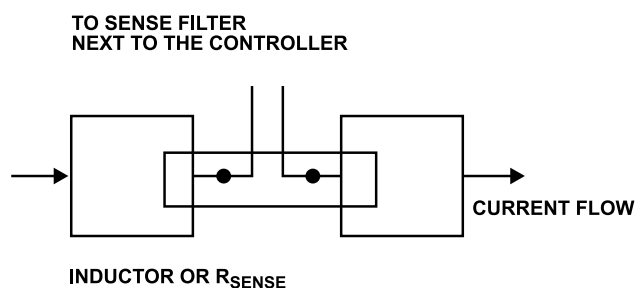 TO SENSE FILTER
NEXT TO THE CONTROLLER
CURRENT FLOW
INDUCTOR OR RSENSE